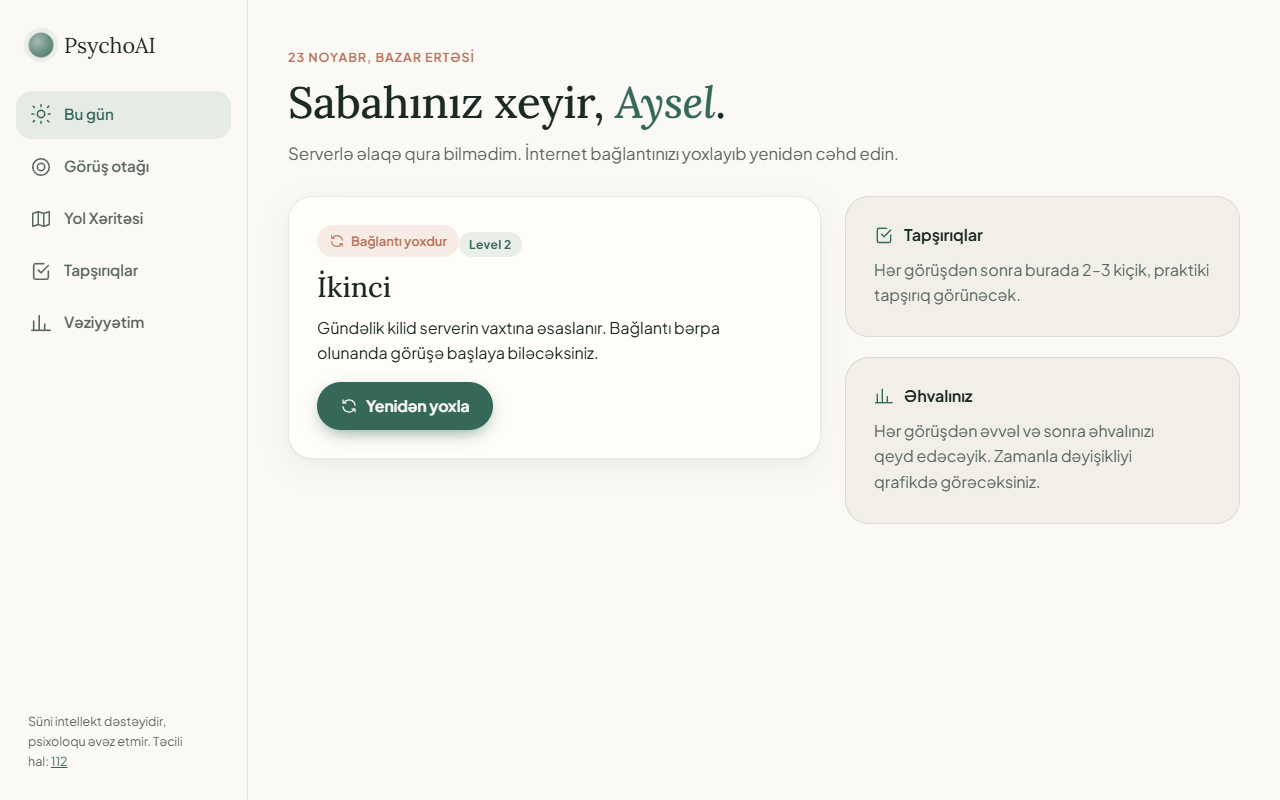 PsychoAI
Bu gün
Görüş otağı
Yol Xəritəsi
Tapşırıqlar
Vəziyyətim
Süni intellekt dəstəyidir,
psixoloqu əvəz etmir. Təcili
hal: 112
23 NOYABR, BAZAR ERTƏSİ
Sabahınız xeyir, Aysel.
Serverlə əlaqə qura bilmədim. İnternet bağlantınızı yoxlayıb yenidən cəhd edin.
Bağlantı yoxdur
Level 2
İkinci
Gündəlik kilid serverin vaxtına əsaslanır. Bağlantı bərpa
olunanda görüşə başlaya biləcəksiniz.
Yenidən yoxla
Tapşırıqlar
Hər görüşdən sonra burada 2–3 kiçik, praktiki
tapşırıq görünəcək.
Əhvalınız
Hər görüşdən əvvəl və sonra əhvalınızı
qeyd edəcəyik. Zamanla dəyişikliyi
qrafikdə görəcəksiniz.